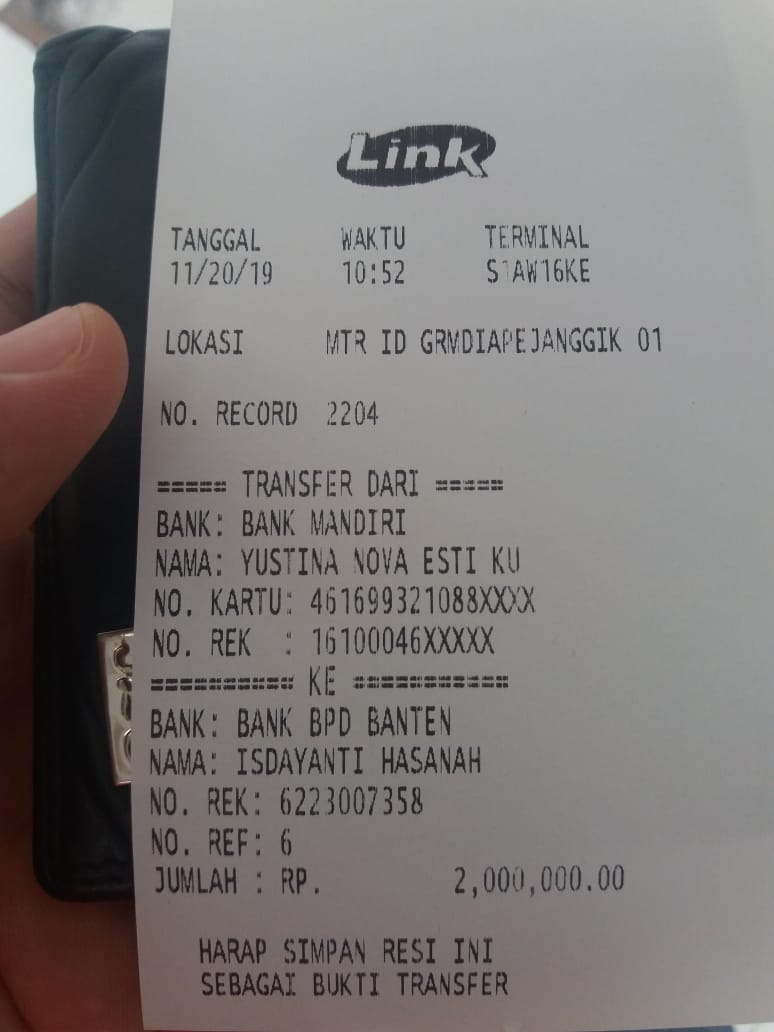 Link
TANGGAL WAKTU TERMINAL
11/20/19 10:52 S1AW16KE
LOKASI MTR ID GRMDIAPEJANGGIK 01
NO. RECORD 2204
===== TRANSFER DARI =====
BANK: BANK MANDIRI
NAMA: YUSTINA NOVA ESTI KU
NO. KARTU: 461699321088XXXX
NO. REK : 16100046XXXXX
========== KE ===========
BANK: BANK BPD BANTEN
NAMA: ISDAYANTI HASANAH
NO. REK: 6223007358
NO. REF: 6
JUMLAH : RP. 2,000,000.00
HARAP SIMPAN RESI INI
SEBAGAI BUKTI TRANSFER